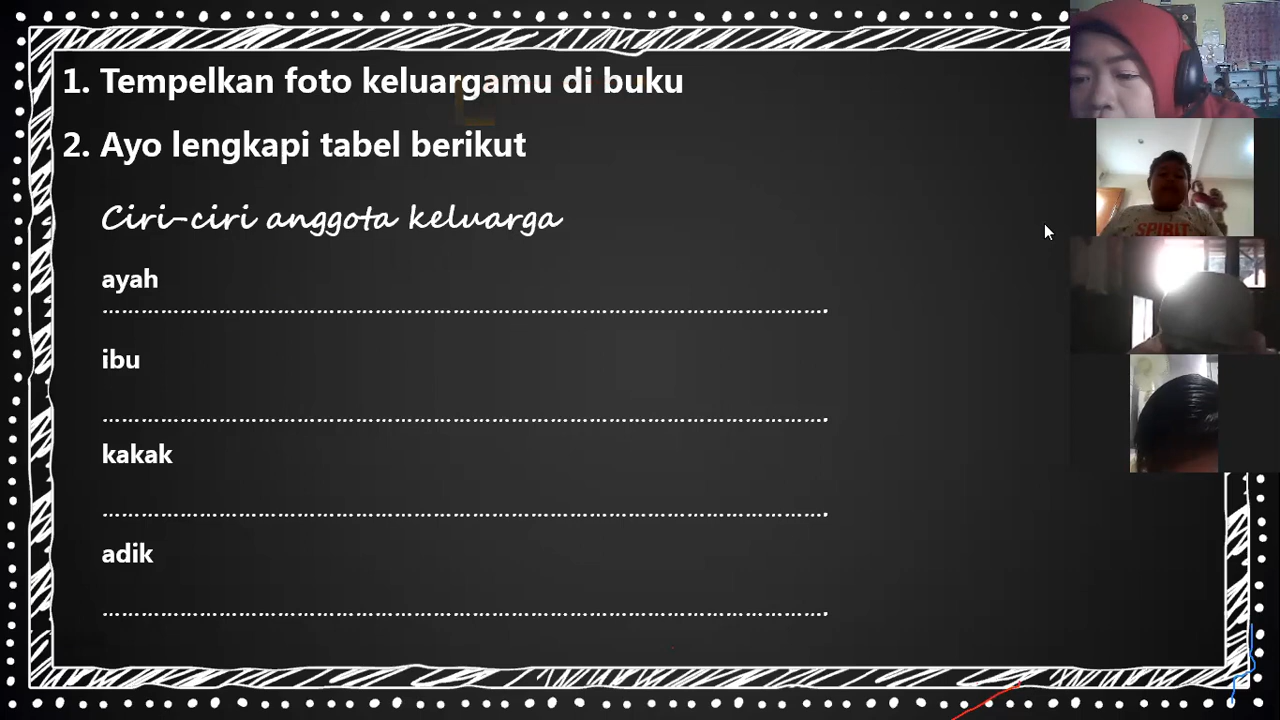 1. Tempelkan foto keluargamu di buku
2. Ayo lengkapi tabel berikut
Ciri-ciri anggota keluarga
ayah
……………………………………………………………………………………………….
ibu
……………………………………………………………………………………………….
kakak
……………………………………………………………………………………………….
adik
……………………………………………………………………………………………….
SPIRIT